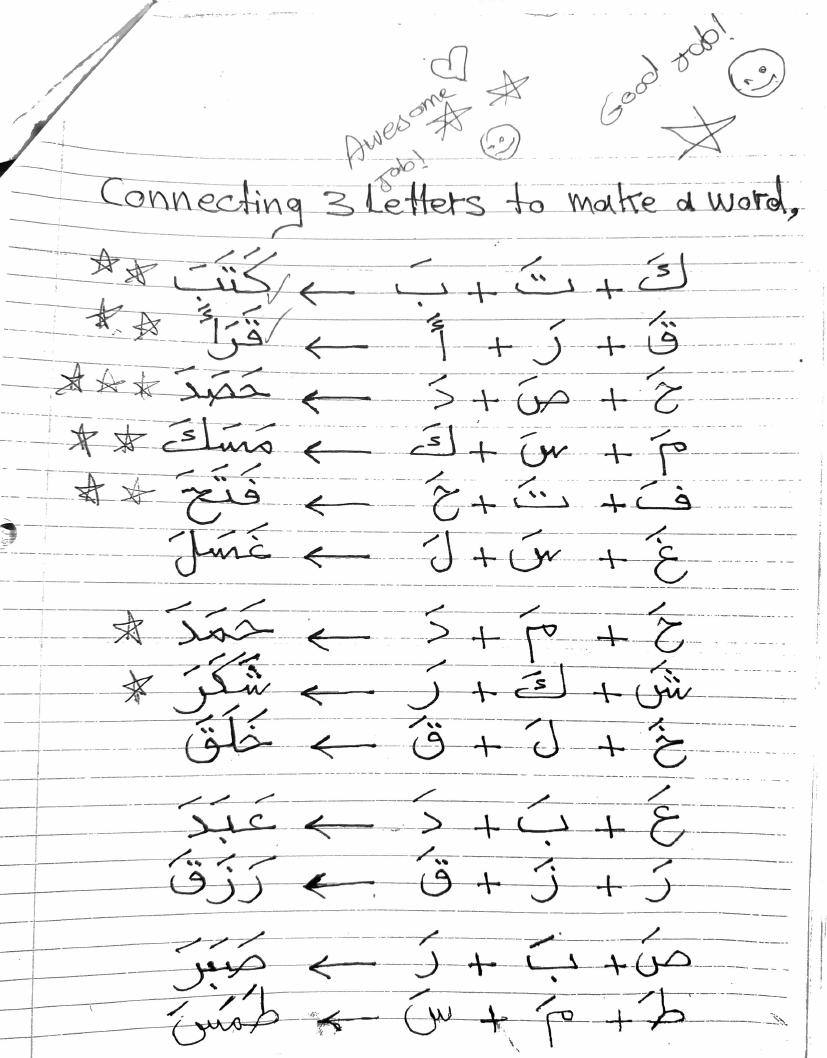 Good Job!
Awesome
Job!
Connecting 3 Letters to make a word,
كَ + تَ + بَ ← كَتَبَ
قَ + رَ + أَ ← قَرَأَ
حَ + صَ + دَ ← حَصَدَ
مَ + سَ + كَ ← مَسَكَ
فَ + تَ + حَ ← فَتَحَ
غَ + سَ + لَ ← غَسَلَ
حَ + مَ + دَ ← حَمَدَ
شَ + كَ + رَ ← شَكَرَ
خَ + لَ + قَ ← خَلَقَ
عَ + بَ + دَ ← عَبَدَ
رَ + زَ + قَ ← رَزَقَ
صَ + بَ + رَ ← صَبَرَ
طَ + مَ + سَ ← طَمَسَ